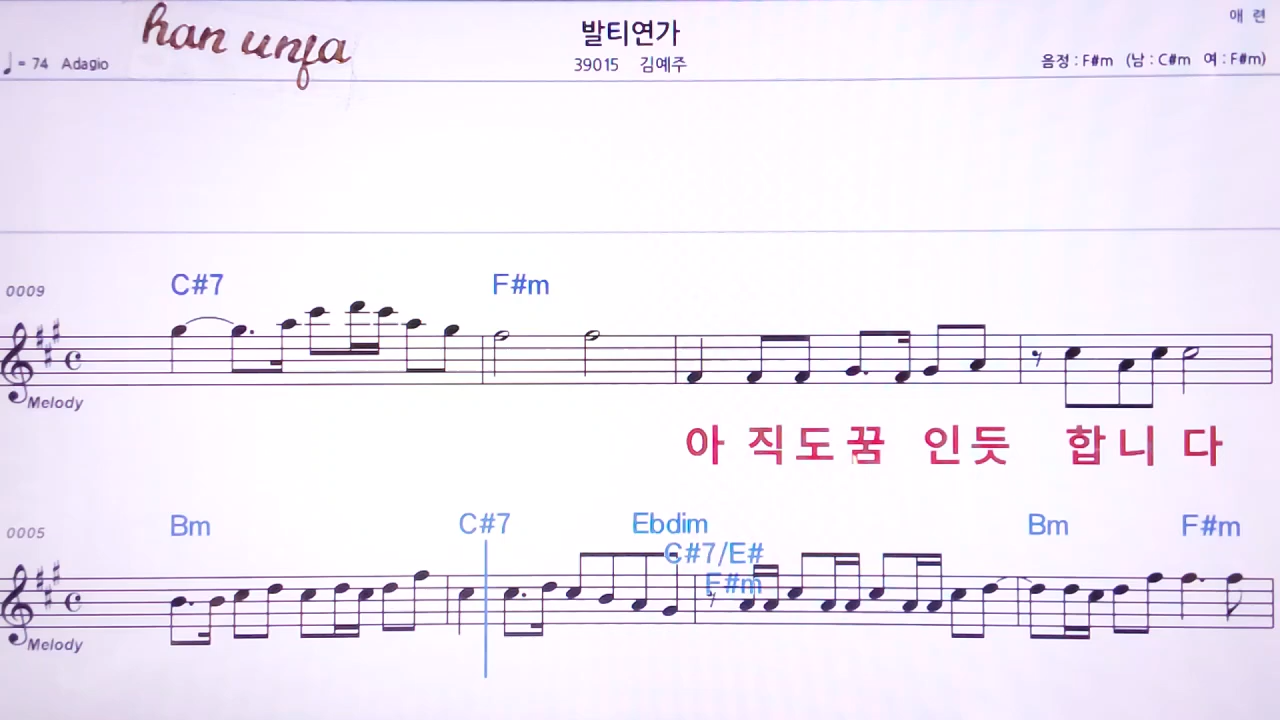 애 련
han unja
발티연가
♩= 74 Adagio
39015 김예주
음정 : F#m (남 : C#m 여 : F#m)
0009
C#7 F#m
Melody
아 직도꿈 인듯 합니 다
0005
Bm C#7 Ebdim Bm F#m
C#7/E#
F#m
Melody